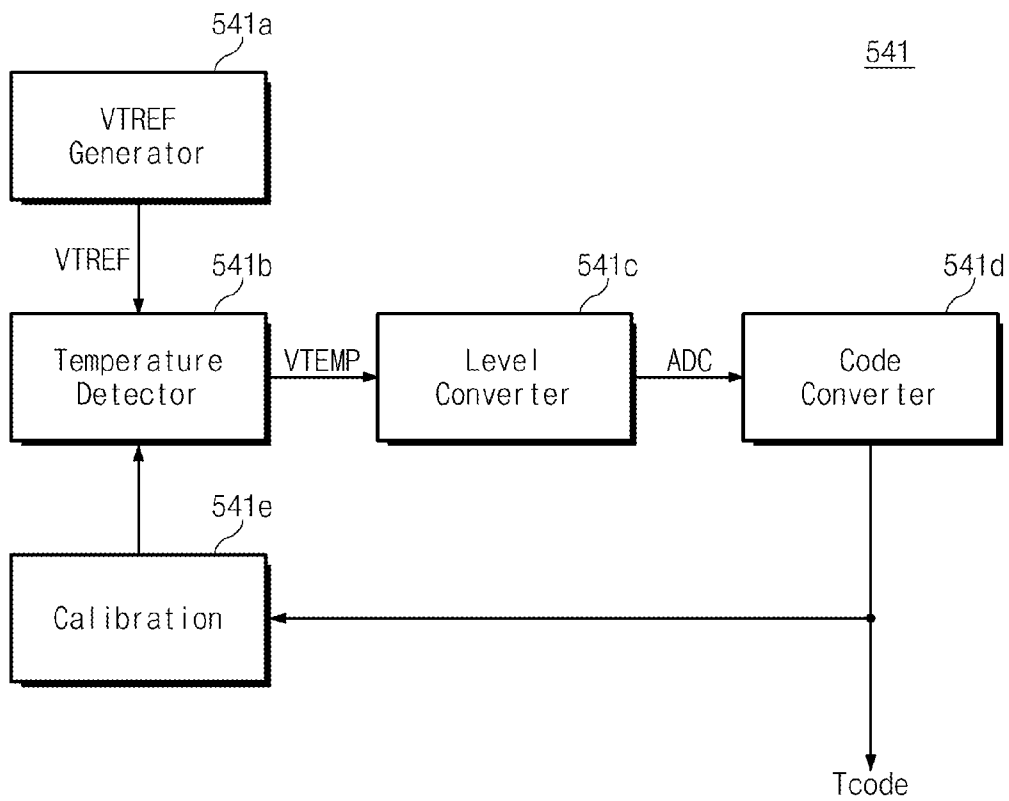 541a
541
VTREF
Generator
VTREF
541b
541c
541d
Temperature
Detector
VTEMP
Level
Converter
ADC
Code
Converter
541e
Calibration
Tcode